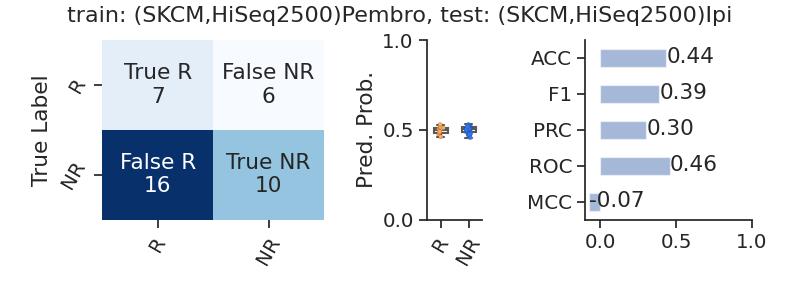 train: (SKCM,HiSeq2500)Pembro, test: (SKCM,HiSeq2500)Ipi
True Label
R
NR
True R
7
False NR
6
False R
16
True NR
10
R
NR
Pred. Prob.
1.0
0.5
0.0
R
NR
ACC
0.44
F1
0.39
PRC
0.30
ROC
0.46
MCC
-0.07
0.0
0.5
1.0